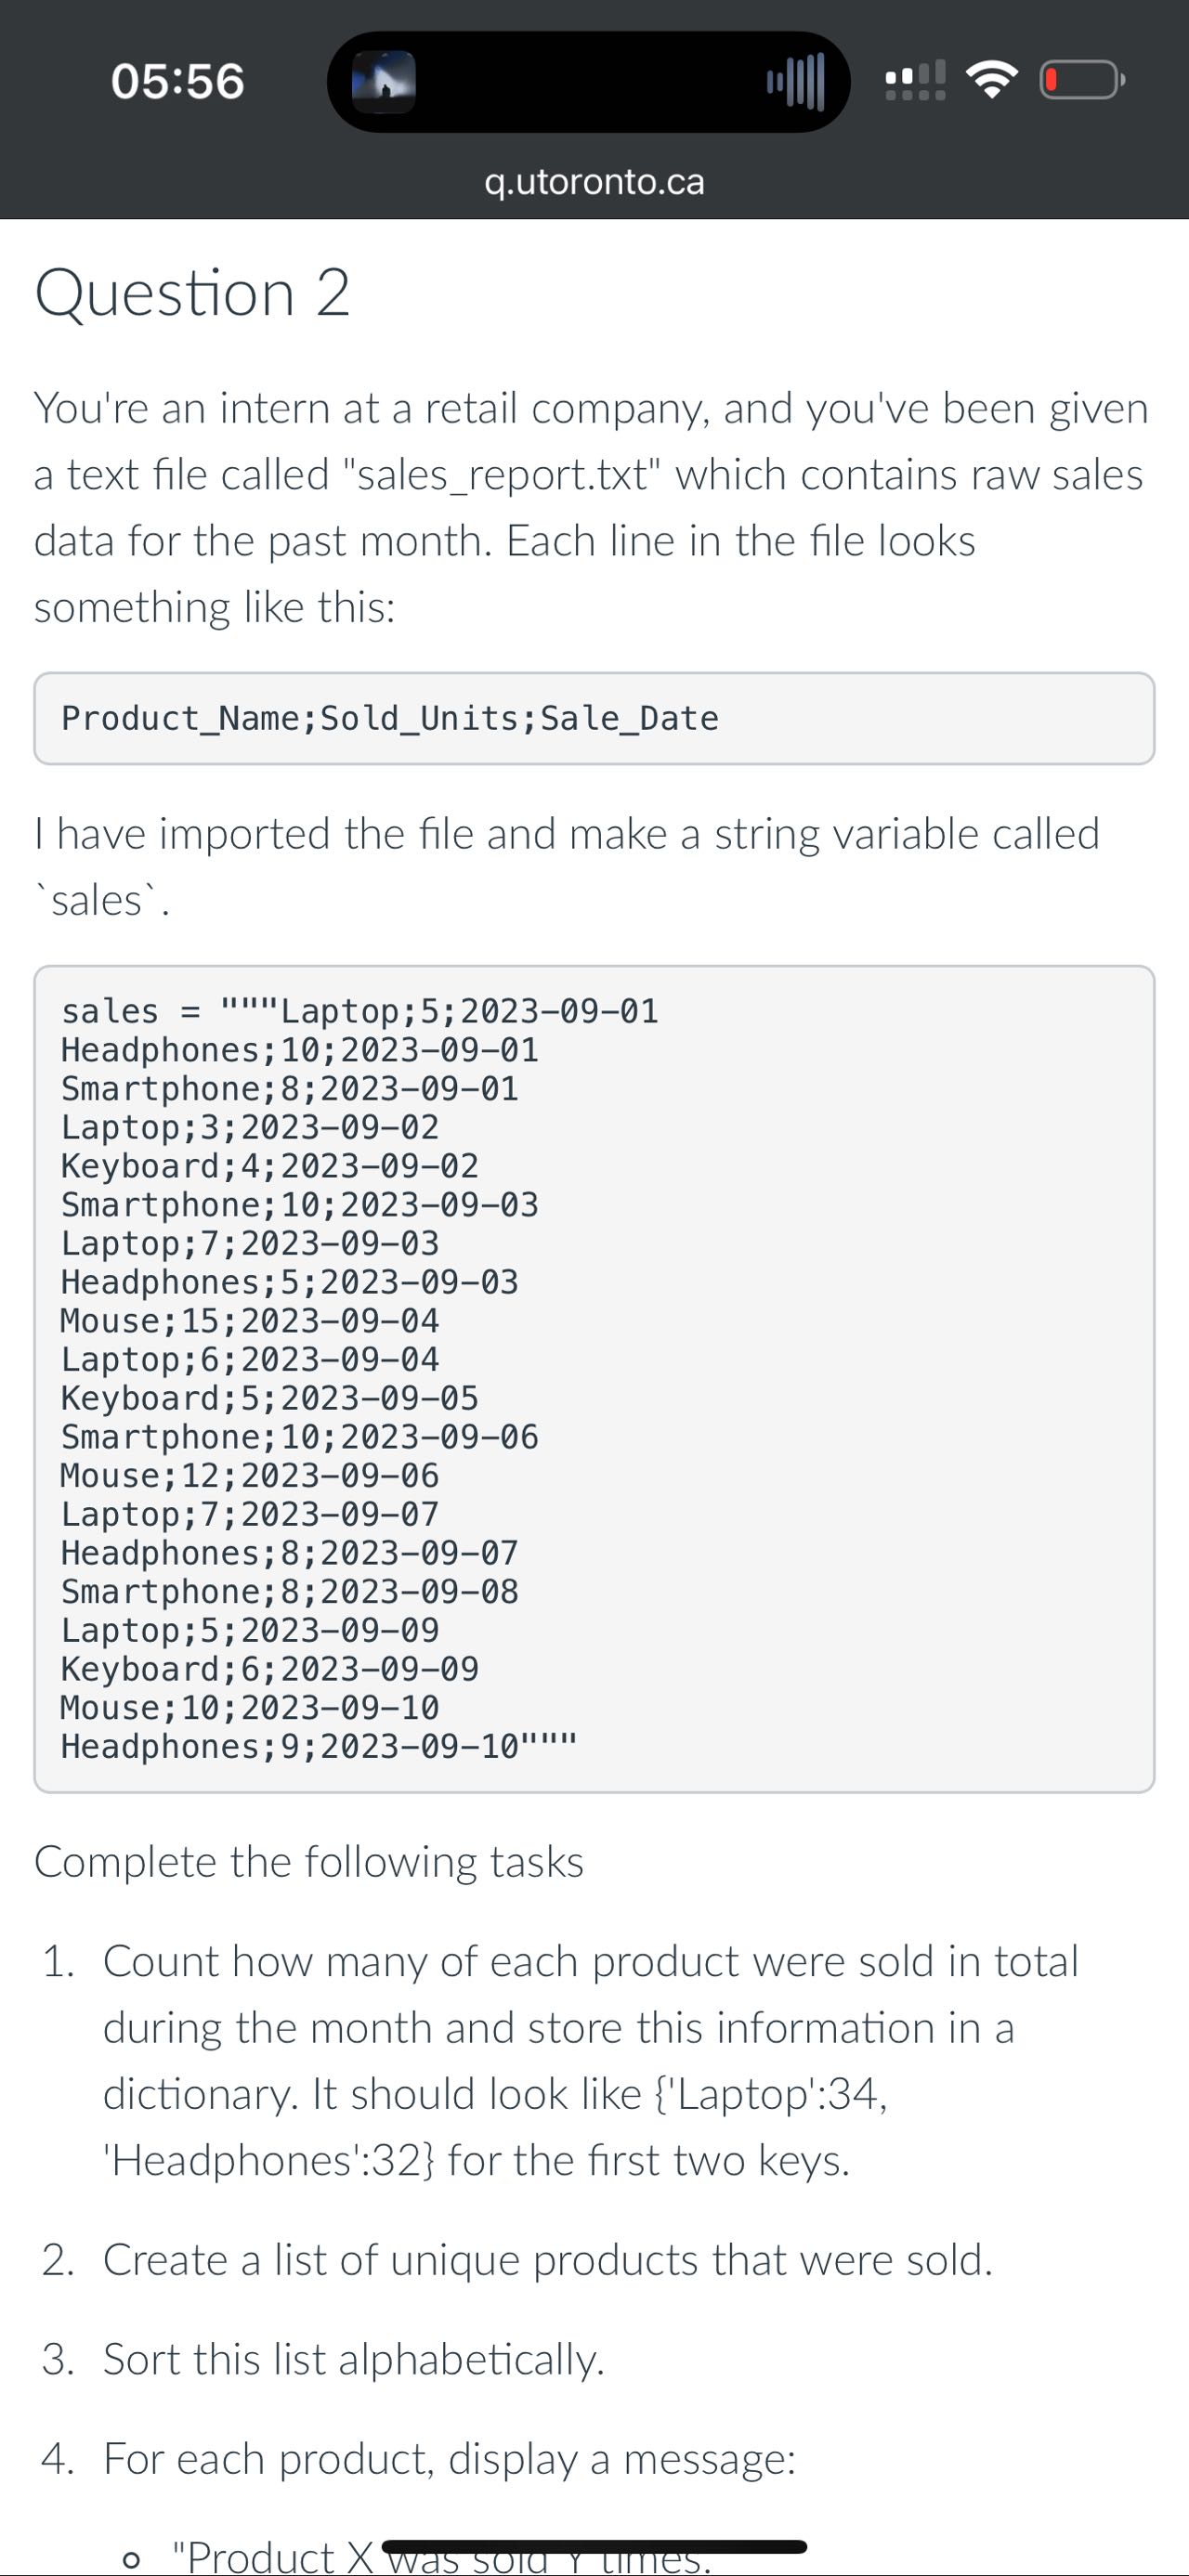 05:56
q.utoronto.ca
Question 2
You're an intern at a retail company, and you've been given
a text file called "sales_report.txt" which contains raw sales
data for the past month. Each line in the file looks
something like this:
Product_Name;Sold_Units;Sale_Date
I have imported the file and make a string variable called
`sales`.
sales = """Laptop;5;2023-09-01
Headphones;10;2023-09-01
Smartphone;8;2023-09-01
Laptop;3;2023-09-02
Keyboard;4;2023-09-02
Smartphone;10;2023-09-03
Laptop;7;2023-09-03
Headphones;5;2023-09-03
Mouse;15;2023-09-04
Laptop;6;2023-09-04
Keyboard;5;2023-09-05
Smartphone;10;2023-09-06
Mouse;12;2023-09-06
Laptop;7;2023-09-07
Headphones;8;2023-09-07
Smartphone;8;2023-09-08
Laptop;5;2023-09-09
Keyboard;6;2023-09-09
Mouse;10;2023-09-10
Headphones;9;2023-09-10"""
Complete the following tasks
1. Count how many of each product were sold in total
during the month and store this information in a
dictionary. It should look like {'Laptop':34,
'Headphones':32} for the first two keys.
2. Create a list of unique products that were sold.
3. Sort this list alphabetically.
4. For each product, display a message:
"Product X was sold Y times.